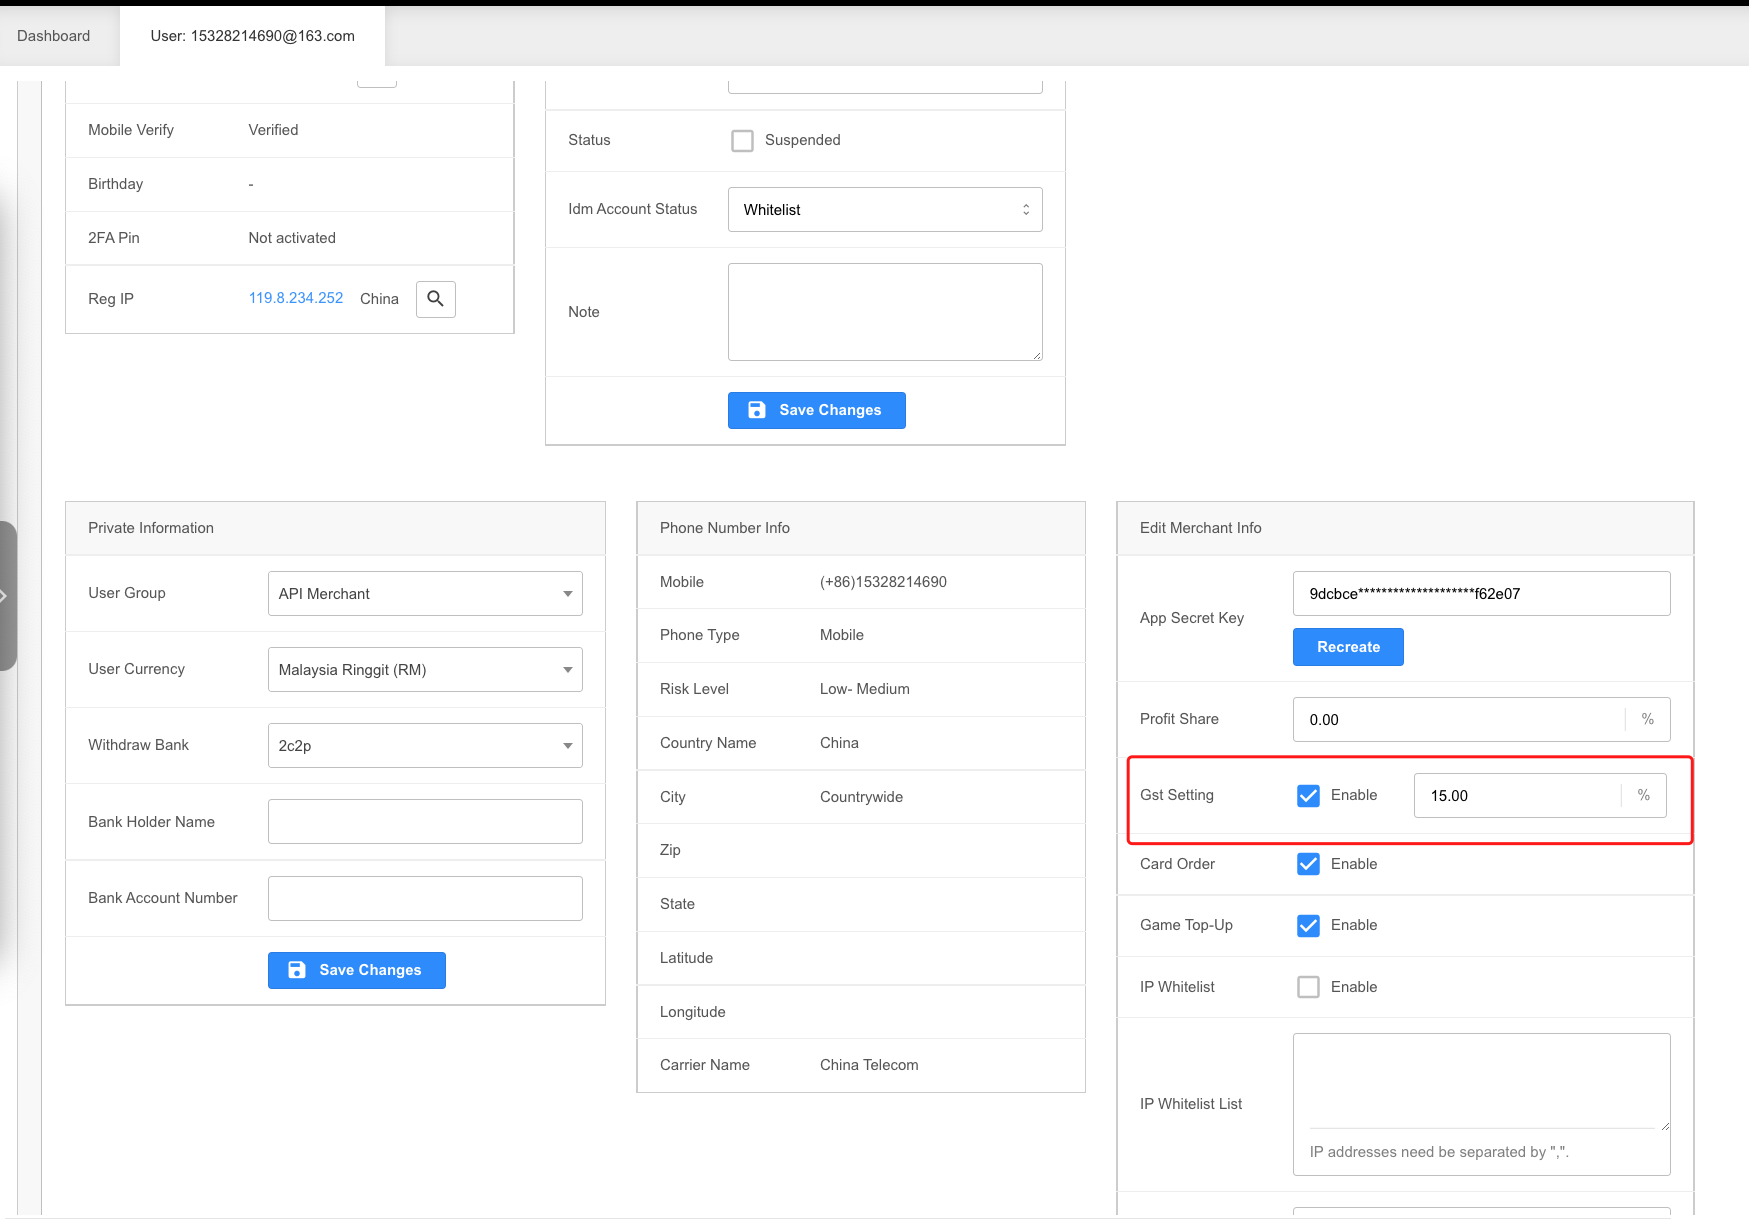 Dashboard
User: 15328214690@163.com
Mobile Verify Verified
Birthday -
2FA Pin Not activated
Reg IP 119.8.234.252 China
Status Suspended
Idm Account Status Whitelist
Note
Save Changes
Private Information
User Group API Merchant
User Currency Malaysia Ringgit (RM)
Withdraw Bank 2c2p
Bank Holder Name
Bank Account Number
Save Changes
Phone Number Info
Mobile (+86)15328214690
Phone Type Mobile
Risk Level Low- Medium
Country Name China
City Countrywide
Zip
State
Latitude
Longitude
Carrier Name China Telecom
Edit Merchant Info
App Secret Key 9dcbce********************f62e07
Recreate
Profit Share 0.00 %
Gst Setting Enable 15.00 %
Card Order Enable
Game Top-Up Enable
IP Whitelist Enable
IP Whitelist List
IP addresses need be separated by ",".